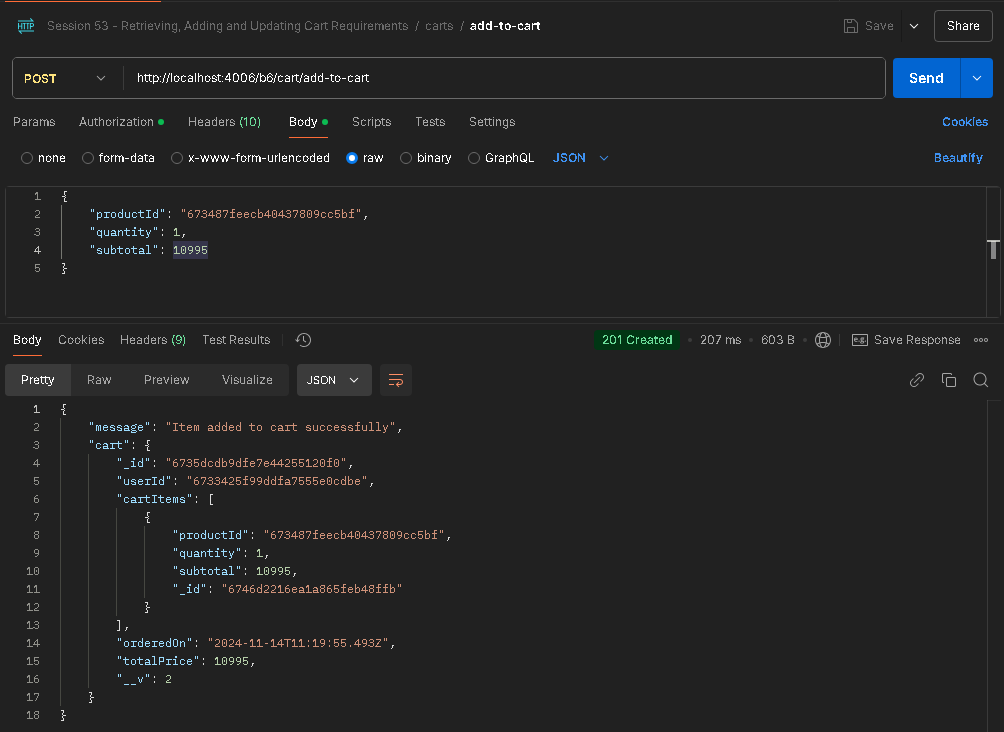 HTTP Session 53 - Retrieving, Adding and Updating Cart Requirements / carts / add-to-cart Save Share
POST http://localhost:4006/b6/cart/add-to-cart Send
Params Authorization Headers (10) Body Scripts Tests Settings Cookies
none form-data x-www-form-urlencoded raw binary GraphQL JSON Beautify
1 {
2 "productId": "673487feecb40437809cc5bf",
3 "quantity": 1,
4 "subtotal": 10995
5 }
Body Cookies Headers (9) Test Results 201 Created • 207 ms • 603 B • e.g. Save Response
Pretty Raw Preview Visualize JSON
1 {
2 "message": "Item added to cart successfully",
3 "cart": {
4 "_id": "6735dcdb9dfe7e44255120f0",
5 "userId": "6733425f99ddfa7555e0cdbe",
6 "cartItems": [
7 {
8 "productId": "673487feecb40437809cc5bf",
9 "quantity": 1,
10 "subtotal": 10995,
11 "_id": "6746d2216ea1a865feb48ffb"
12 }
13 ],
14 "orderedOn": "2024-11-14T11:19:55.493Z",
15 "totalPrice": 10995,
16 "__v": 2
17 }
18 }